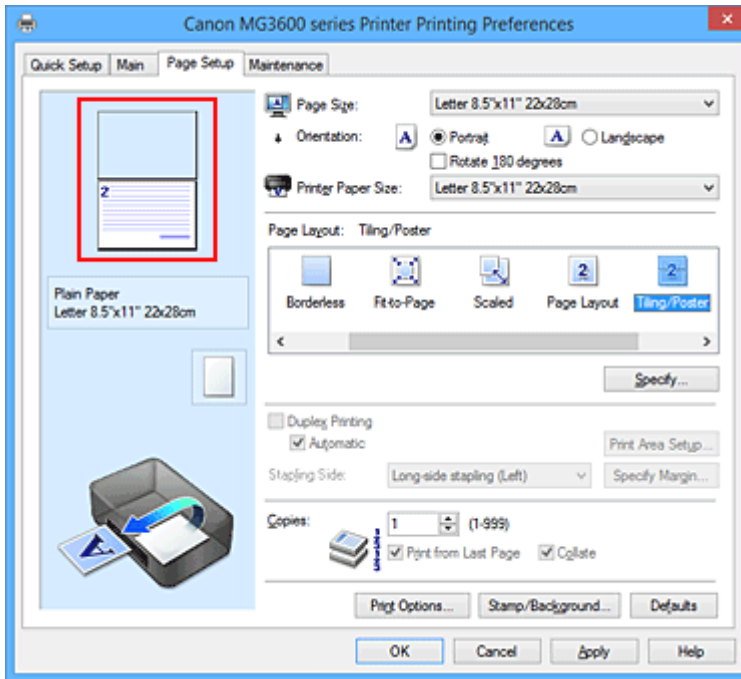 Canon MG3600 series Printer Printing Preferences
Quick Setup Main Page Setup Maintenance
2
Plain Paper
Letter 8.5"x11" 22x28cm
Page Size: Letter 8.5"x11" 22x28cm
Orientation: A Portrait A Landscape
Rotate 180 degrees
Printer Paper Size: Letter 8.5"x11" 22x28cm
Page Layout: Tiling/Poster
2 2
Borderless Fit-to-Page Scaled Page Layout Tiling/Poster
Specify...
Duplex Printing
Automatic Print Area Setup...
Stapling Side: Long-side stapling (Left) Specify Margin...
Copies: 1 (1-999)
Print from Last Page Collate
A
Print Options... Stamp/Background... Defaults
OK Cancel Apply Help